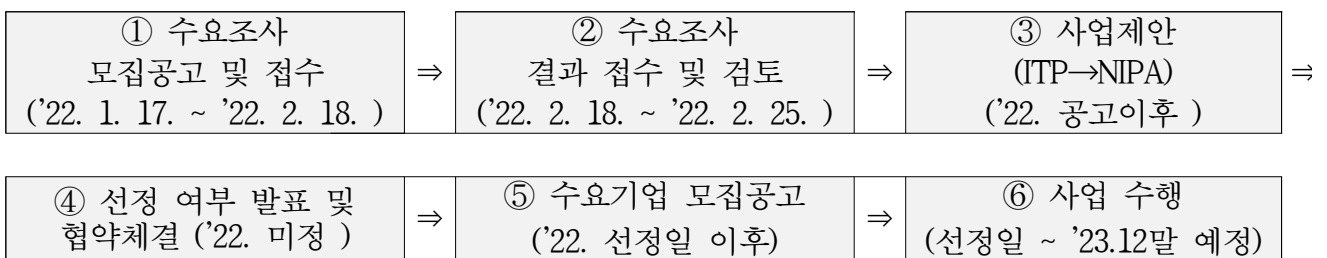 ① 수요조사
모집공고 및 접수
('22. 1. 17. ~ '22. 2. 18. )
⇒
② 수요조사
결과 접수 및 검토
('22. 2. 18. ~ '22. 2. 25. )
⇒
③ 사업제안
(ITP→NIPA)
('22. 공고이후 )
⇒
④ 선정 여부 발표 및
협약체결 ('22. 미정 )
⇒
⑤ 수요기업 모집공고
('22. 선정일 이후)
⇒
⑥ 사업 수행
(선정일 ~ '23.12말 예정)